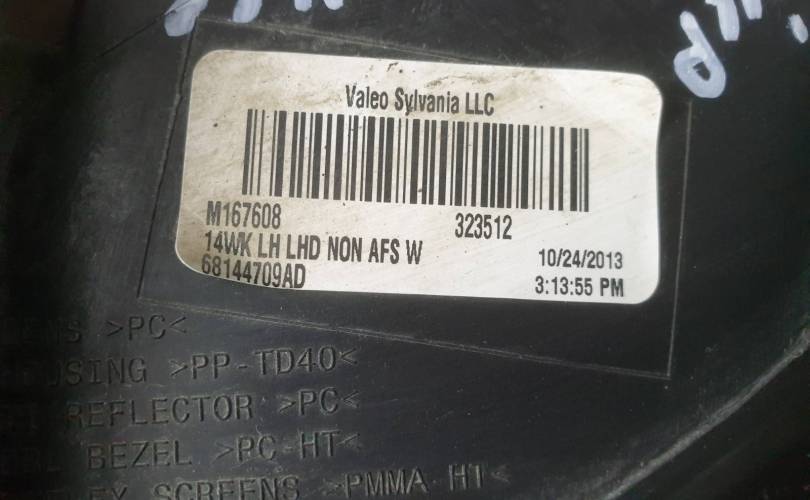 Valeo Sylvania LLC
M167608 323512
14WK LH LHD NON AFS W 10/24/2013
68144709AD 3:13:55 PM
>PC<
>PP-TD40<
REFLECTOR >PC<
BEZEL >PC-HT<
SCREENS >PMMA HT<